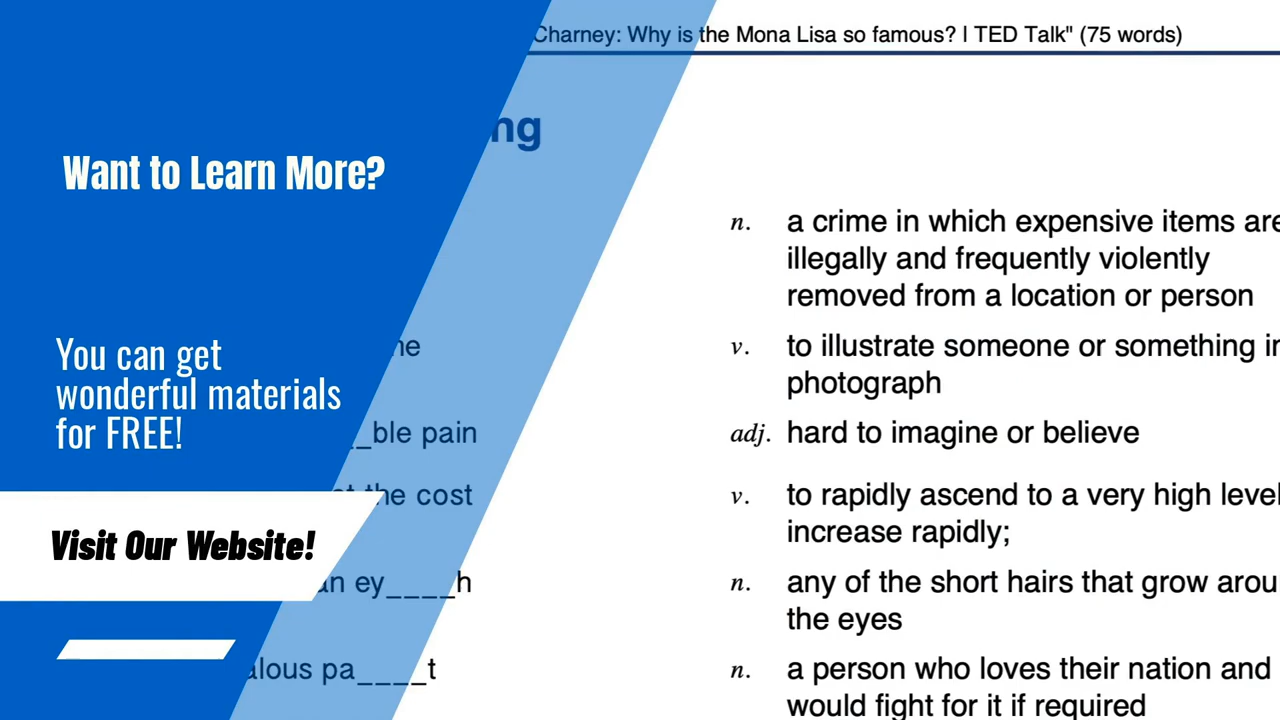 Charney: Why is the Mona Lisa so famous? | TED Talk" (75 words)
Want to Learn More?
You can get
wonderful materials
for FREE!
Visit Our Website!
ng
n. a crime in which expensive items are
illegally and frequently violently
removed from a location or person
v. to illustrate someone or something in
photograph
_ble pain adj. hard to imagine or believe
the cost v. to rapidly ascend to a very high level
increase rapidly;
an ey____h n. any of the short hairs that grow
the eyes
alous pa____t n. a person who loves their nation and
would fight for it if required